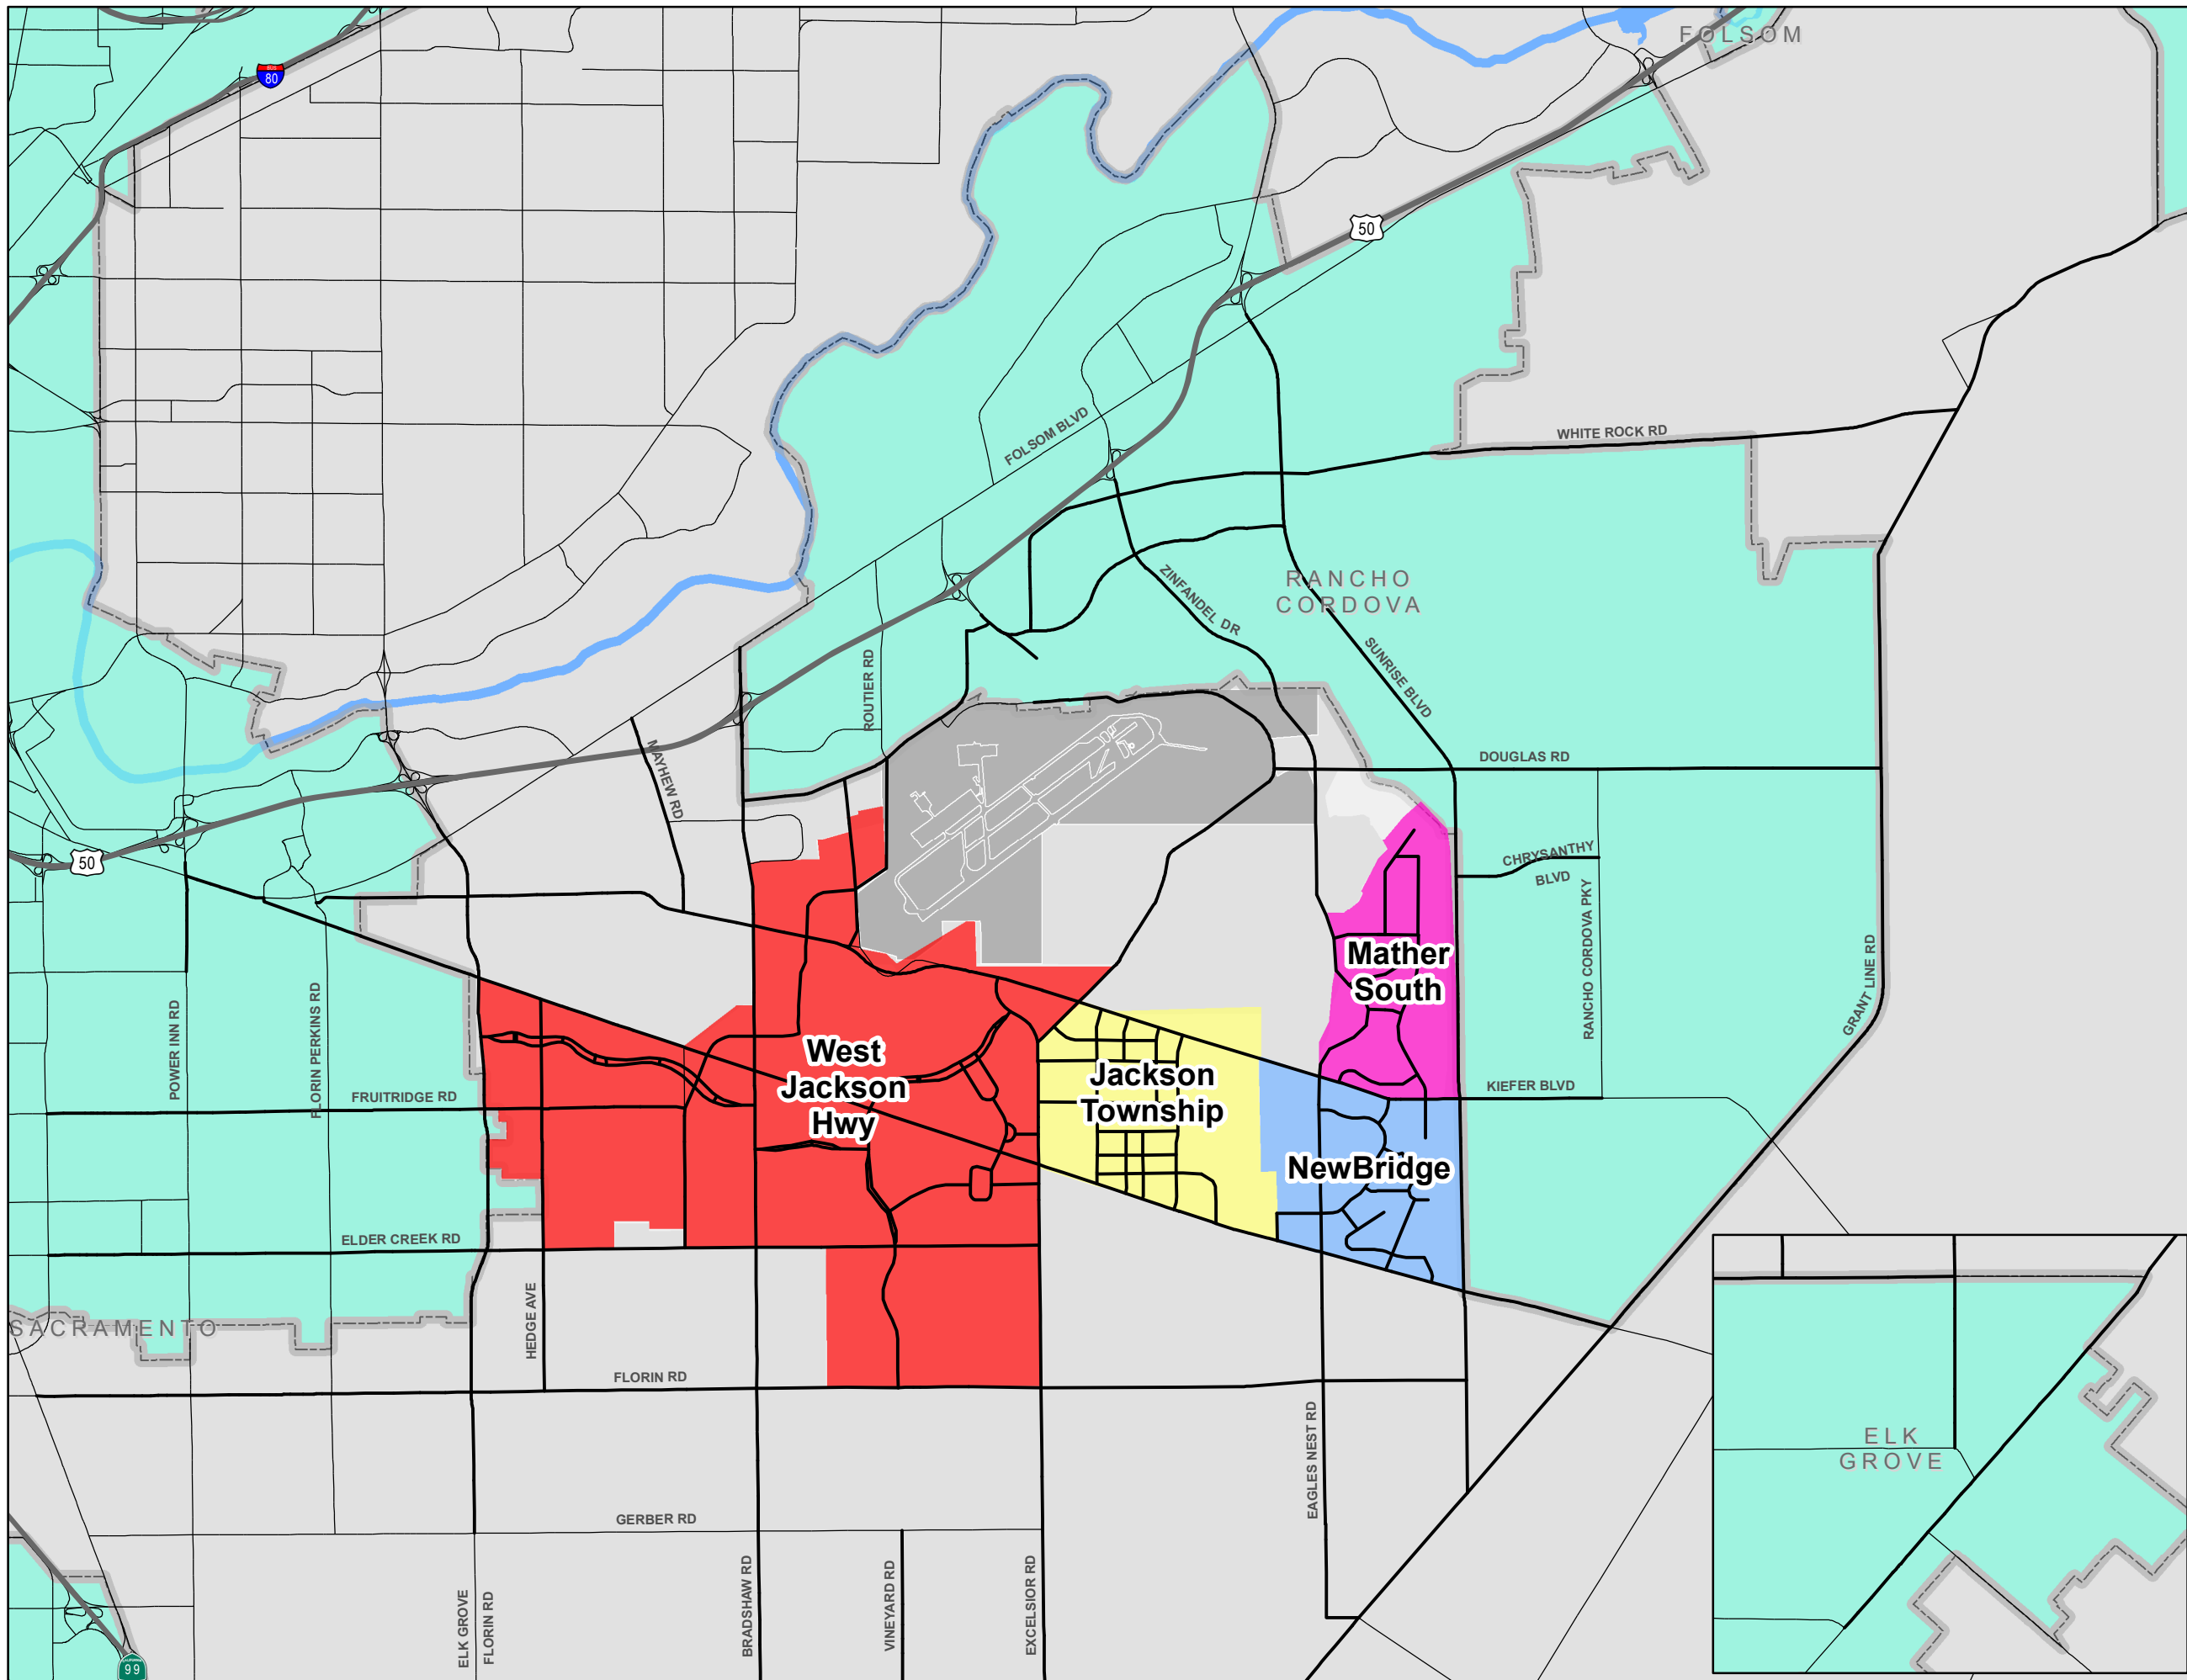 FOLSOM
80
50
FOLSOM BLVD
WHITE ROCK RD
RANCHO
CORDOVA
ZINFANDEL DR
SUNRISE BLVD
ROUTIER RD
MAYHEW RD
DOUGLAS RD
50
CHRYSANTHY
BLVD
RANCHO CORDOVA PKY
GRANT LINE RD
Mather
South
POWER INN RD
FLORIN PERKINS RD
West
Jackson
Hwy
Jackson
Township
KIEFER BLVD
FRUITRIDGE RD
NewBridge
ELDER CREEK RD
HEDGE AVE
SACRAMENTO
FLORIN RD
EAGLES NEST RD
ELK
GROVE
GERBER RD
ELK GROVE
FLORIN RD
BRADSHAW RD
VINEYARD RD
EXCELSIOR RD
99